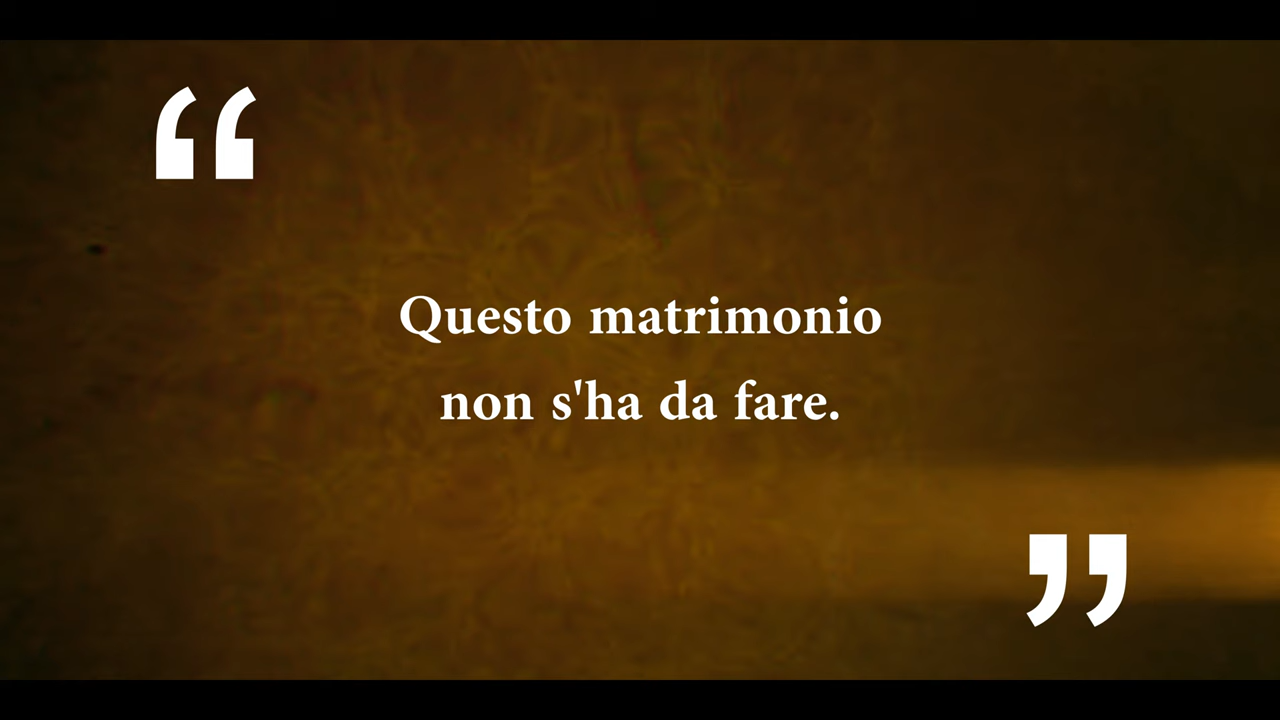 “
Questo matrimonio
non s'ha da fare.
”